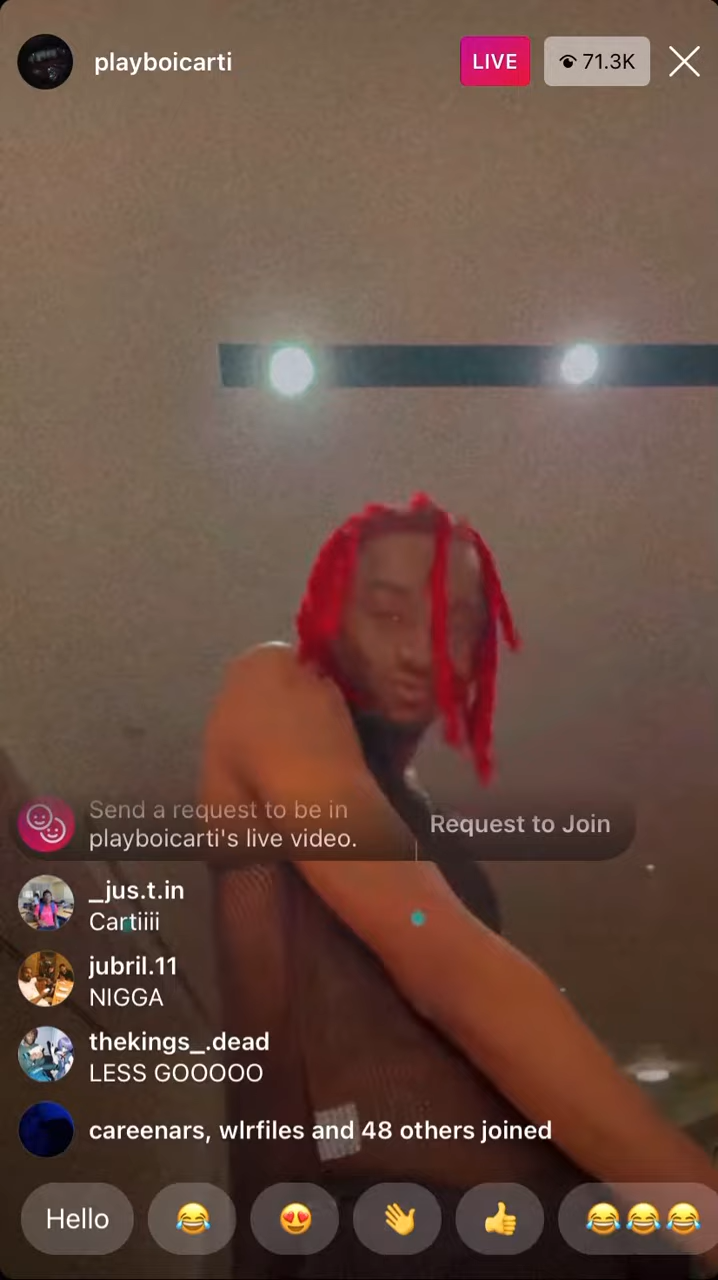 playboicarti
LIVE
71.3K
Send a request to be in
playboicarti's live video.
Request to Join
_jus.t.in
Cartiiii
jubril.11
NIGGA
thekings_.dead
LESS GOOOOO
careenars, wlrfiles and 48 others joined
Hello